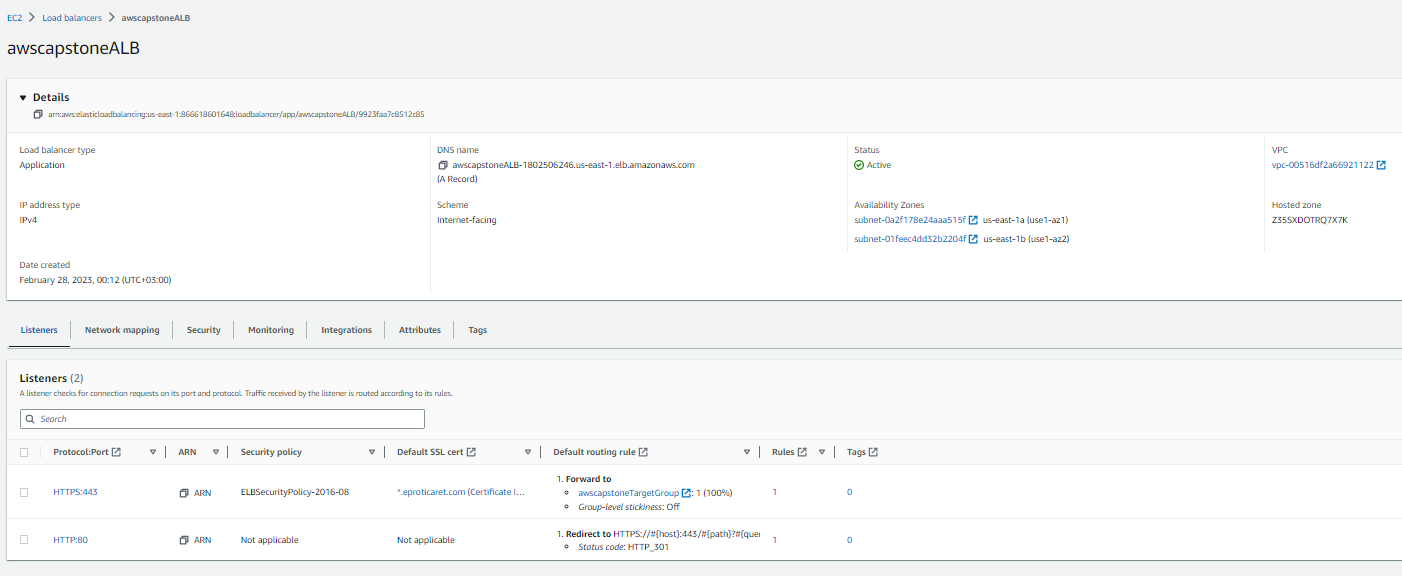 EC2 > Load balancers > awscapstoneALB
awscapstoneALB
Details
arn:aws:elasticloadbalancing:us-east-1:866618601648:loadbalancer/app/awscapstoneALB/9923faa7c8512c85
Load balancer type
Application
DNS name
awscapstoneALB-1802506246.us-east-1.elb.amazonaws.com
(A Record)
Status
Active
VPC
vpc-00516df2a66921122
IP address type
IPv4
Scheme
Internet-facing
Availability Zones
subnet-0a2f178e24aaa515f us-east-1a (use1-az1)
subnet-01feec4dd32b2204f us-east-1b (use1-az2)
Hosted zone
Z35SXDOTRQ7X7K
Date created
February 28, 2023, 00:12 (UTC+03:00)
Listeners Network mapping Security Monitoring Integrations Attributes Tags
Listeners (2)
A listener checks for connection requests on its port and protocol. Traffic received by the listener is routed according to its rules.
Search
Protocol:Port ARN Security policy Default SSL cert Default routing rule Rules Tags
HTTPS:443 ARN ELBSecurityPolicy-2016-08 *.eproticaret.com (Certificate I... 1. Forward to
awscapstoneTargetGroup : 1 (100%)
Group-level stickiness: Off
1 0
HTTP:80 ARN Not applicable Not applicable 1. Redirect to HTTPS://#{host}:443/#{path}?#{quer
Status code: HTTP_301
1 0